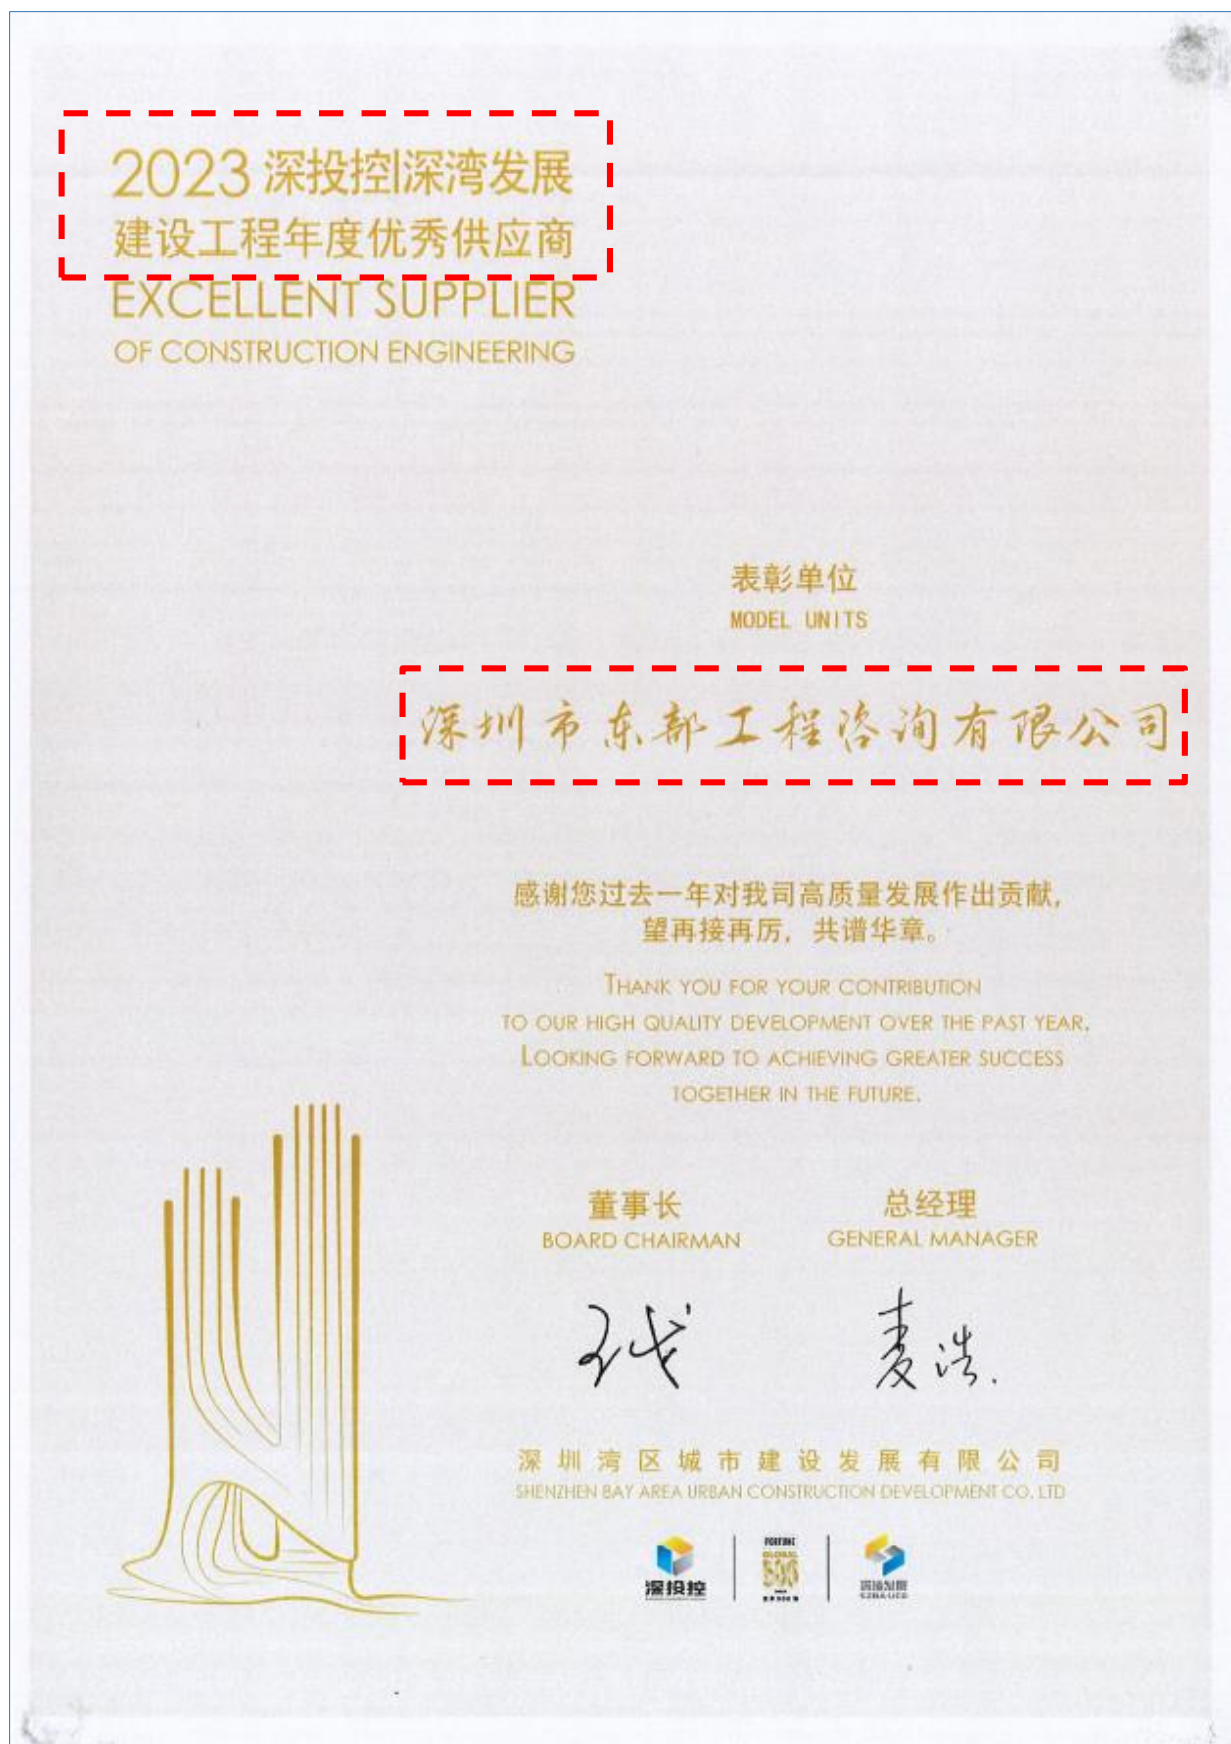 2023 深投控|深湾发展
建设工程年度优秀供应商
EXCELLENT SUPPLIER
OF CONSTRUCTION ENGINEERING
表彰单位
MODEL UNITS
深圳市东部工程咨询有限公司
感谢您过去一年对我司高质量发展作出贡献,
望再接再厉，共谱华章。
THANK YOU FOR YOUR CONTRIBUTION
TO OUR HIGH QUALITY DEVELOPMENT OVER THE PAST YEAR.
LOOKING FORWARD TO ACHIEVING GREATER SUCCESS
TOGETHER IN THE FUTURE.
董事长 总经理
BOARD CHAIRMAN GENERAL MANAGER
麦浩
深圳湾区城市建设发展有限公司
SHENZHEN BAY AREA URBAN CONSTRUCTION DEVELOPMENT CO. LTD
深投控 FORTUNE GLOBAL 500 深湾发展